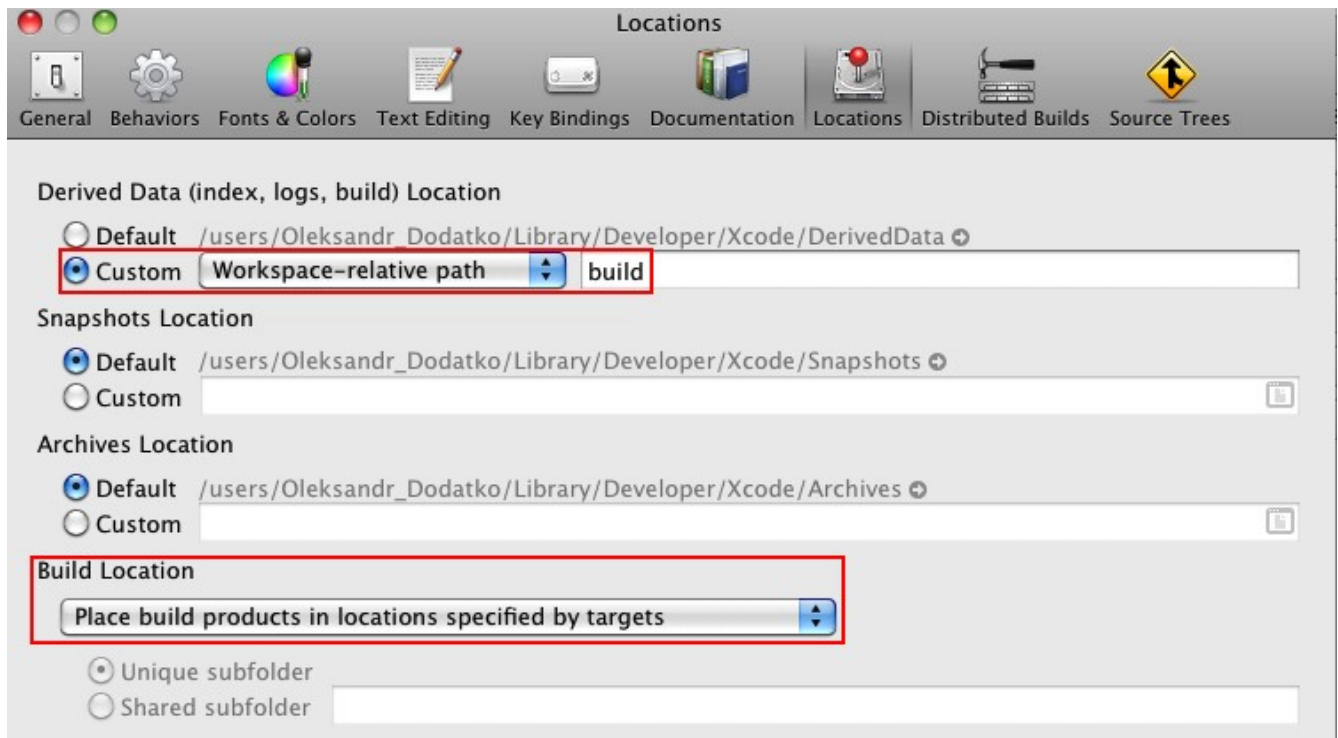 Locations
General Behaviors Fonts & Colors Text Editing Key Bindings Documentation Locations Distributed Builds Source Trees
Derived Data (index, logs, build) Location
Default /users/Oleksandr_Dodatko/Library/Developer/Xcode/DerivedData
Custom Workspace-relative path build
Snapshots Location
Default /users/Oleksandr_Dodatko/Library/Developer/Xcode/Snapshots
Custom
Archives Location
Default /users/Oleksandr_Dodatko/Library/Developer/Xcode/Archives
Custom
Build Location
Place build products in locations specified by targets
Unique subfolder
Shared subfolder